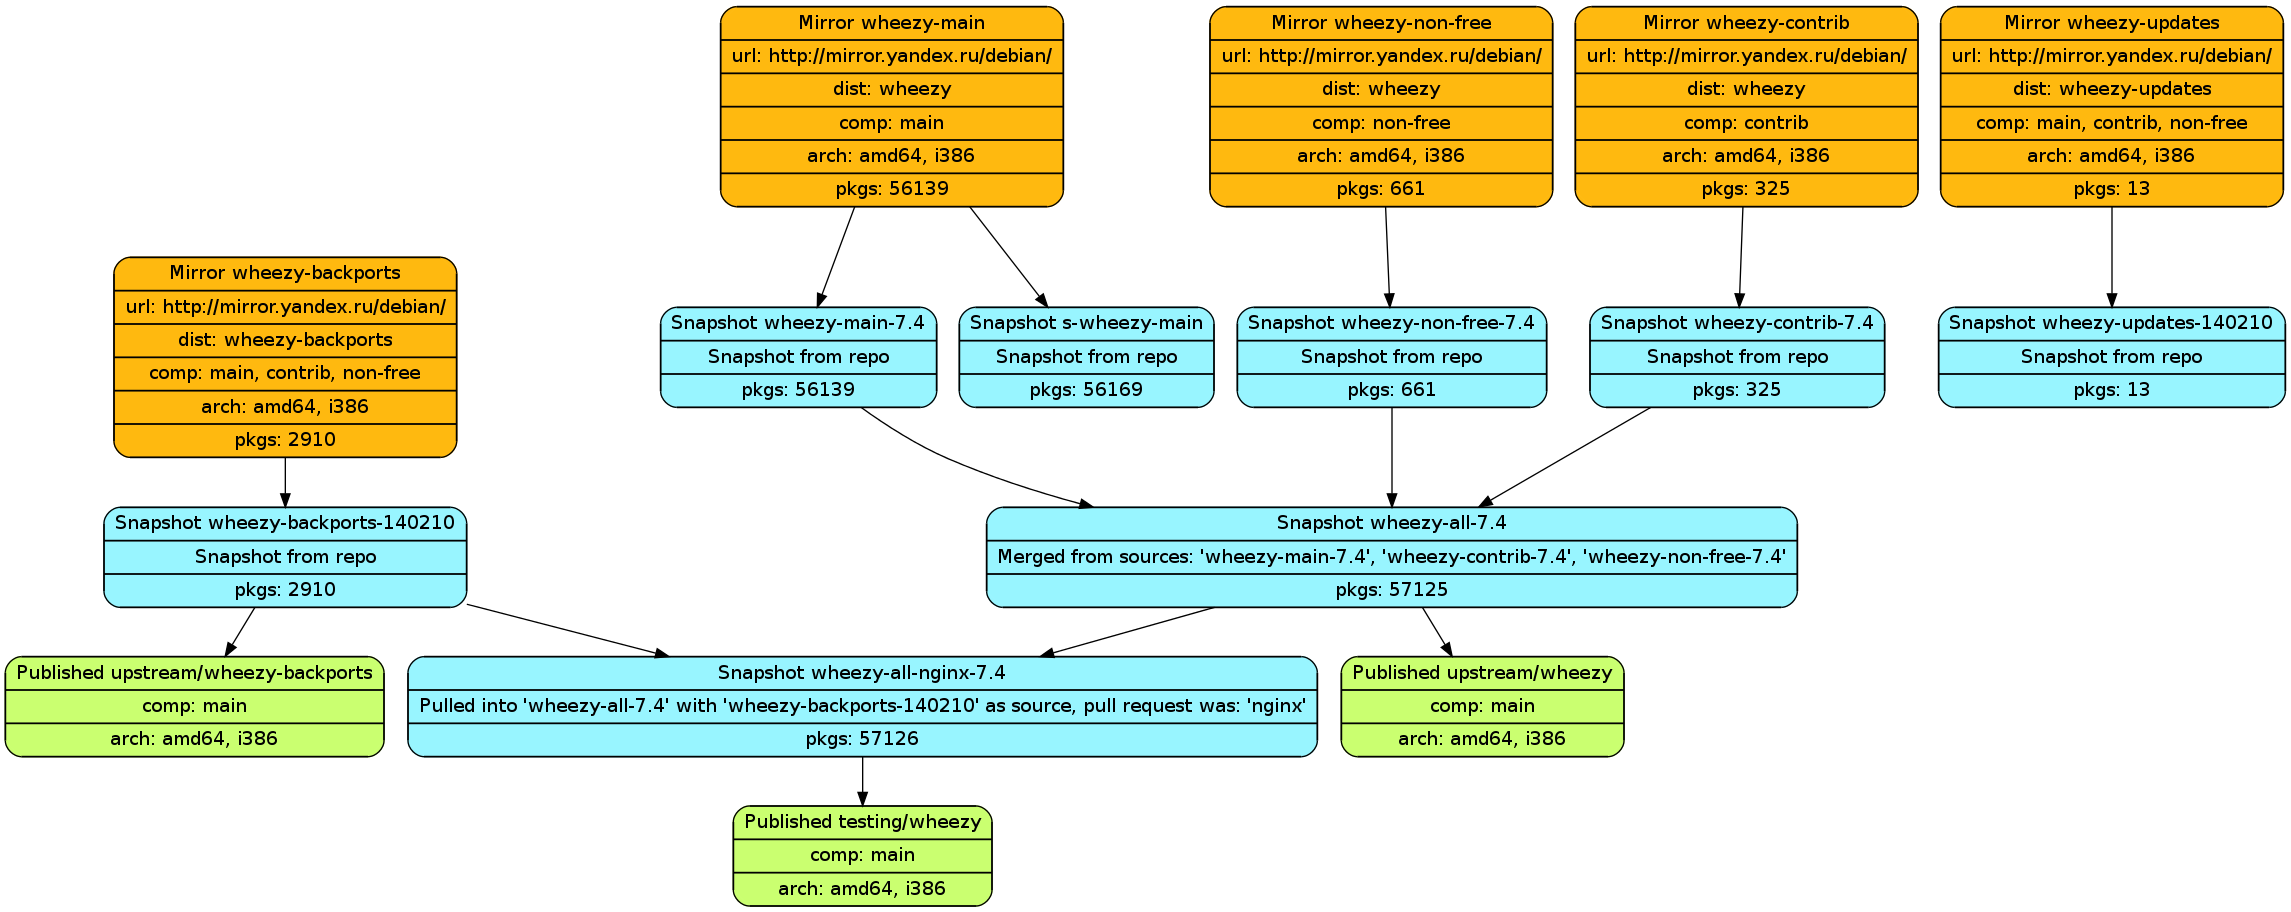 Mirror wheezy-main
url: http://mirror.yandex.ru/debian/
dist: wheezy
comp: main
arch: amd64, i386
pkgs: 56139
Mirror wheezy-non-free
url: http://mirror.yandex.ru/debian/
dist: wheezy
comp: non-free
arch: amd64, i386
pkgs: 661
Mirror wheezy-contrib
url: http://mirror.yandex.ru/debian/
dist: wheezy
comp: contrib
arch: amd64, i386
pkgs: 325
Mirror wheezy-updates
url: http://mirror.yandex.ru/debian/
dist: wheezy-updates
comp: main, contrib, non-free
arch: amd64, i386
pkgs: 13
Mirror wheezy-backports
url: http://mirror.yandex.ru/debian/
dist: wheezy-backports
comp: main, contrib, non-free
arch: amd64, i386
pkgs: 2910
Snapshot wheezy-main-7.4
Snapshot from repo
pkgs: 56139
Snapshot s-wheezy-main
Snapshot from repo
pkgs: 56169
Snapshot wheezy-non-free-7.4
Snapshot from repo
pkgs: 661
Snapshot wheezy-contrib-7.4
Snapshot from repo
pkgs: 325
Snapshot wheezy-updates-140210
Snapshot from repo
pkgs: 13
Snapshot wheezy-backports-140210
Snapshot from repo
pkgs: 2910
Snapshot wheezy-all-7.4
Merged from sources: 'wheezy-main-7.4', 'wheezy-contrib-7.4', 'wheezy-non-free-7.4'
pkgs: 57125
Published upstream/wheezy-backports
comp: main
arch: amd64, i386
Snapshot wheezy-all-nginx-7.4
Pulled into 'wheezy-all-7.4' with 'wheezy-backports-140210' as source, pull request was: 'nginx'
pkgs: 57126
Published upstream/wheezy
comp: main
arch: amd64, i386
Published testing/wheezy
comp: main
arch: amd64, i386